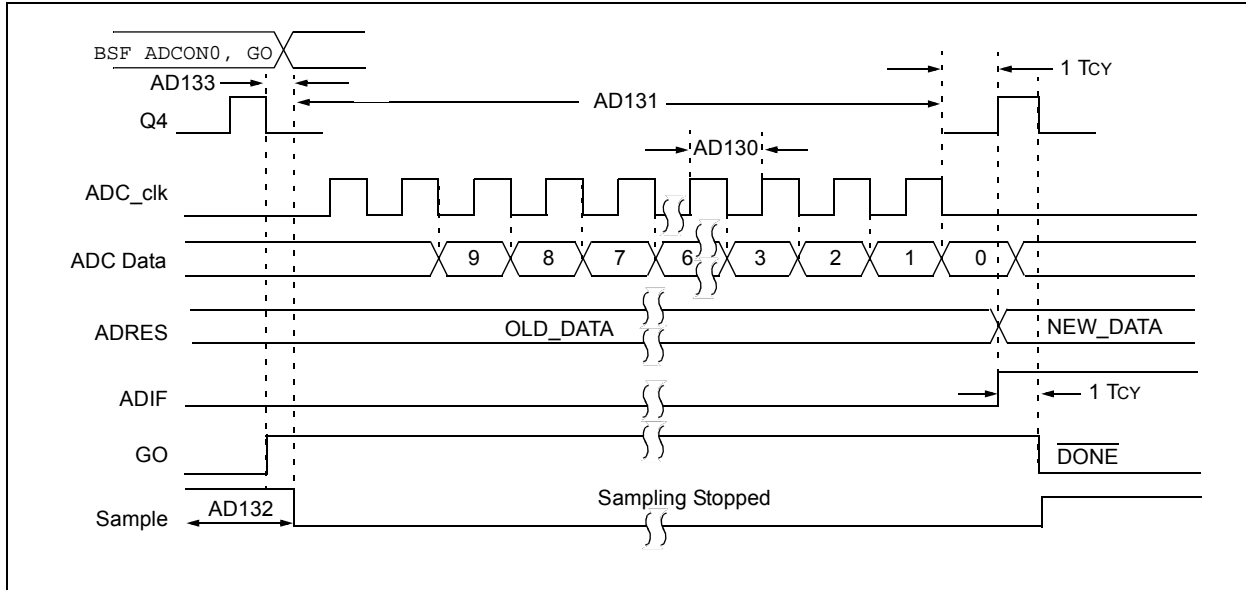 BSF ADCON0, GO
AD133
1 TCY
AD131
Q4
AD130
ADC_clk
ADC Data
9 8 7 6 3 2 1 0
ADRES
OLD_DATA
NEW_DATA
ADIF
1 TCY
GO
DONE
Sampling Stopped
AD132
Sample